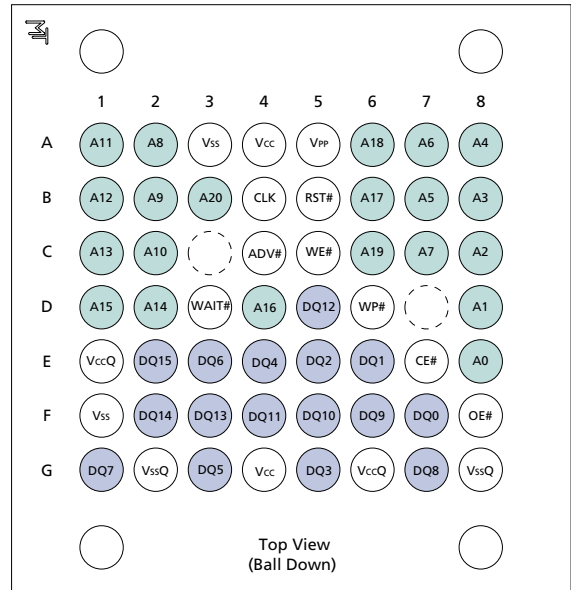 1 2 3 4 5 6 7 8
A A11 A8 Vss Vcc VPP A18 A6 A4
B A12 A9 A20 CLK RST# A17 A5 A3
C A13 A10 ADV# WE# A19 A7 A2
D A15 A14 WAIT# A16 DQ12 WP# A1
E VccQ DQ15 DQ6 DQ4 DQ2 DQ1 CE# A0
F Vss DQ14 DQ13 DQ11 DQ10 DQ9 DQ0 OE#
G DQ7 VssQ DQ5 Vcc DQ3 VccQ DQ8 VssQ
Top View
(Ball Down)